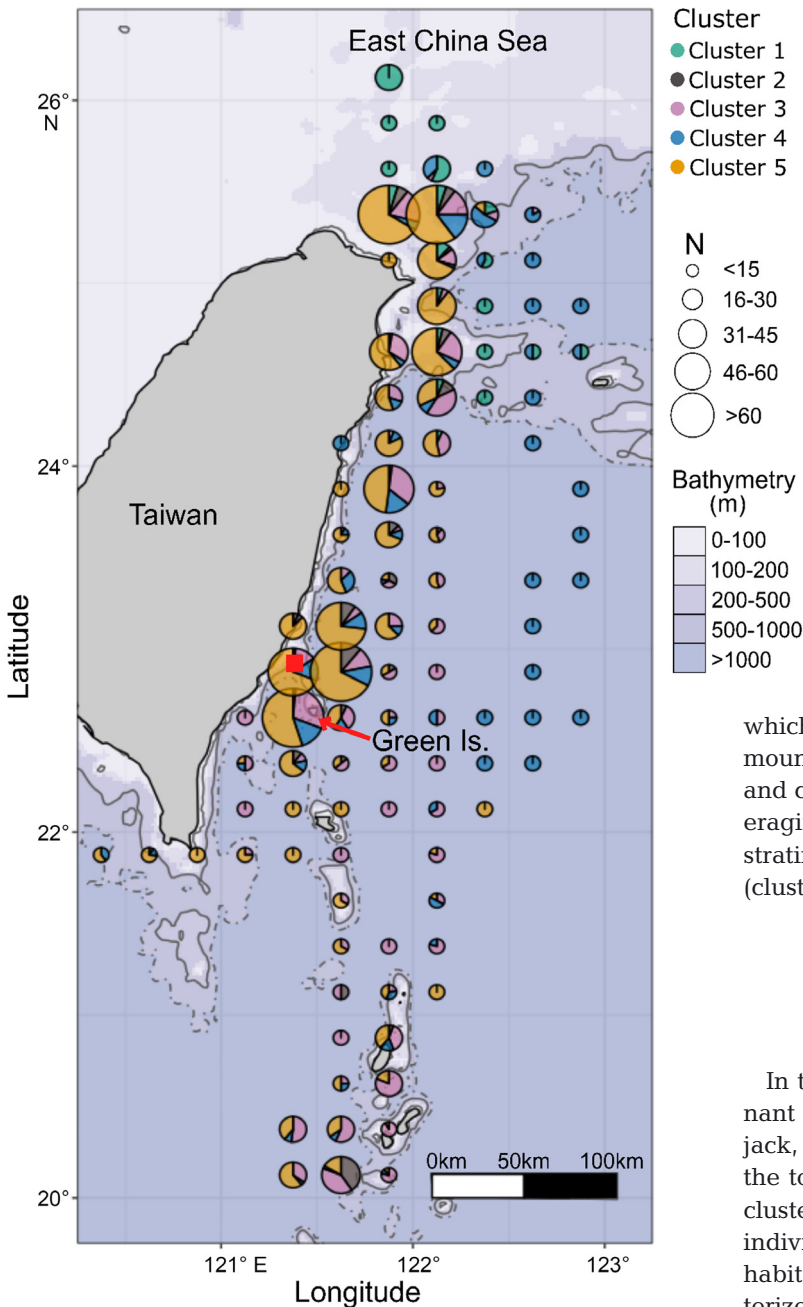 East China Sea
26°
N
24°
22°
20°
Latitude
Taiwan
Green Is.
0km 50km 100km
121° E 122° 123°
Longitude
Cluster
Cluster 1
Cluster 2
Cluster 3
Cluster 4
Cluster 5
N
<15
16-30
31-45
46-60
>60
Bathymetry
(m)
0-100
100-200
200-500
500-1000
>1000
which
moun
and c
eragi
strati
(clust
In t
nant
jack,
the to
cluste
indivi
habit
terize